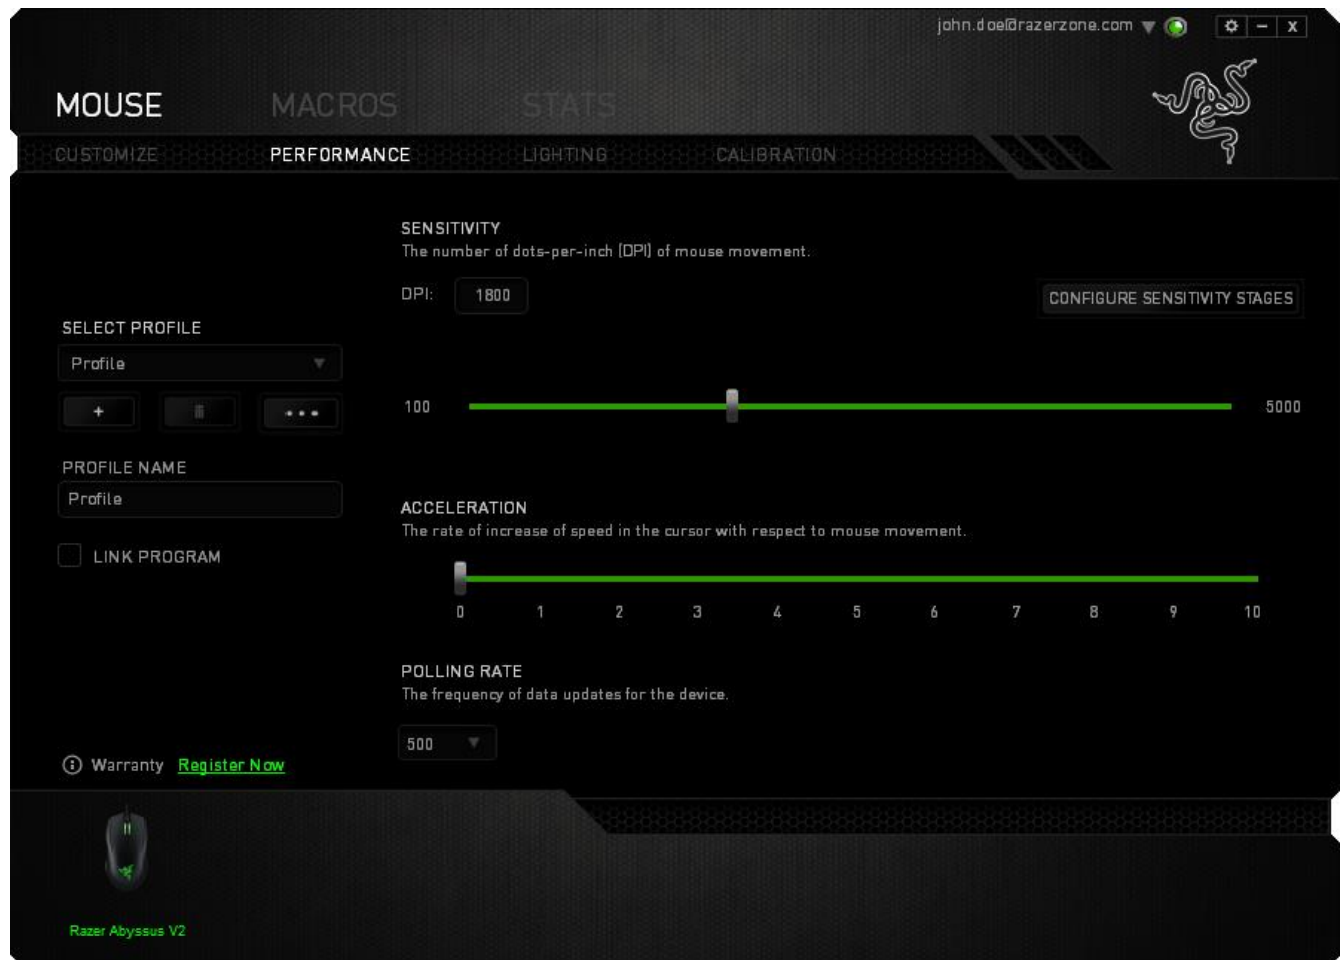 john.doe@razerzone.com
MOUSE MACROS STATS
CUSTOMIZE PERFORMANCE LIGHTING CALIBRATION
SENSITIVITY
The number of dots-per-inch (DPI) of mouse movement.
DPI: 1800
CONFIGURE SENSITIVITY STAGES
100 5000
SELECT PROFILE
Profile
PROFILE NAME
Profile
LINK PROGRAM
ACCELERATION
The rate of increase of speed in the cursor with respect to mouse movement.
0 1 2 3 4 5 6 7 8 9 10
POLLING RATE
The frequency of data updates for the device.
500
Warranty Register Now
Razer Abyssus V2